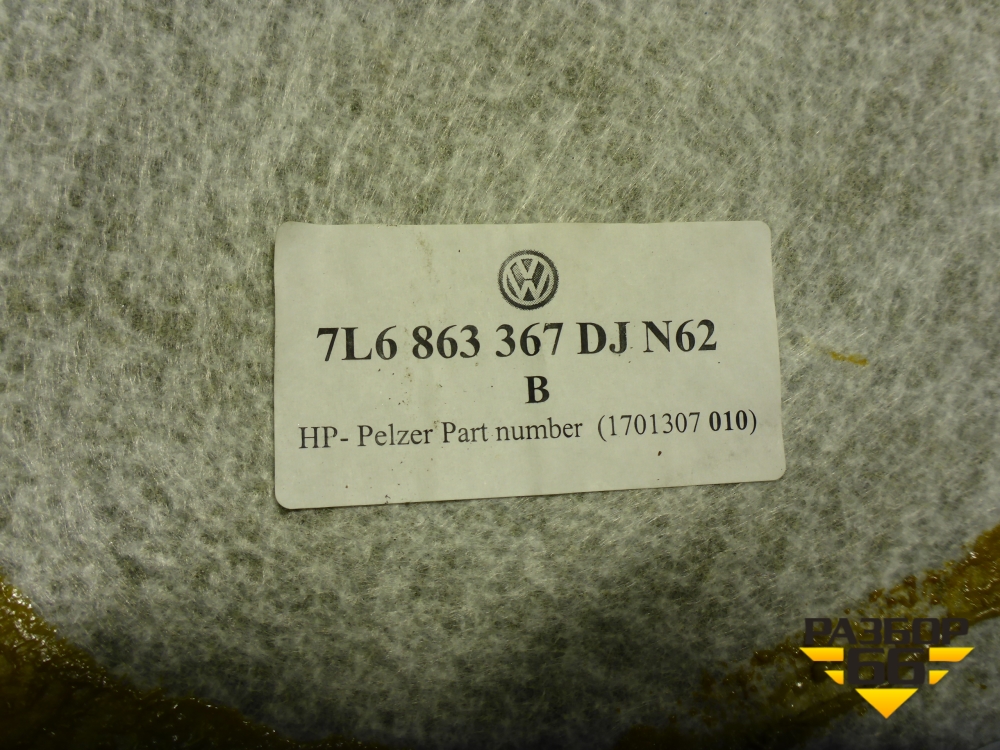 7L6 863 367 DJ N62
B
HP- Pelzer Part number (1701307 010)
РАЗБОР
66